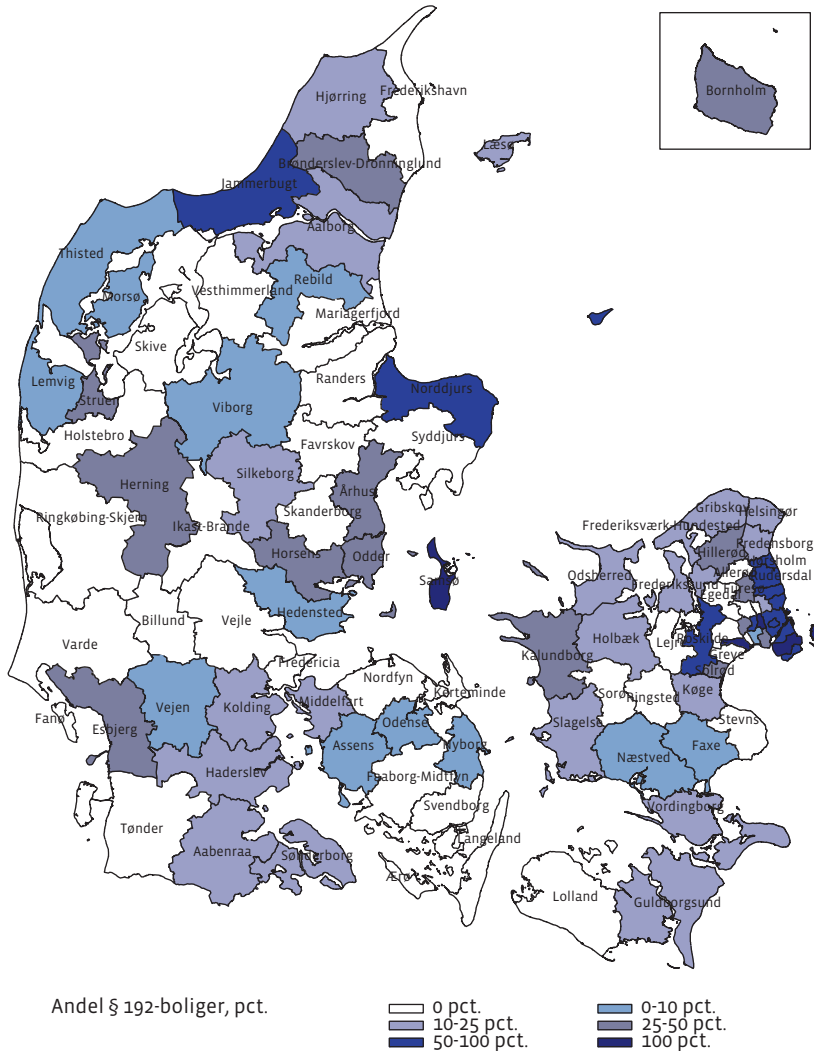 Hjørring
Frederikshavn
Bornholm
Læsø
Brønderslev-Dronninglund
Jammerbugt
Aalborg
Thisted
Rebild
Vesthimmerland
Morsø
Mariagerfjord
Skive
Randers
Lemvig
Norddjurs
Struer
Viborg
Holstebro
Favrskov
Syddjurs
Silkeborg
Herning
Århus
Skanderborg
Ringkøbing-Skjern
Ikast-Brande
Gribskov
Helsingør
Frederiksværk-Hundested
Fredensborg
Hillerød
Hørsholm
Horsens
Odder
Allerød
Rudersdal
Odsherred
Samsø
Frederikssund
Furesø
Egedal
Hedensted
Billund
Vejle
Holbæk
Roskilde
Lejre
Varde
Kalundborg
Greve
Fredericia
Solrød
Nordfyn
Kerteminde
Sorø
Ringsted
Køge
Vejen
Kolding
Middelfart
Fanø
Esbjerg
Odense
Slagelse
Stevns
Assens
Nyborg
Næstved
Faxe
Haderslev
Faaborg-Midtfyn
Svendborg
Vordingborg
Tønder
Langeland
Aabenraa
Sønderborg
Ærø
Lolland
Guldborgsund
Andel § 192-boliger, pct.
0 pct.
0-10 pct.
10-25 pct.
25-50 pct.
50-100 pct.
100 pct.